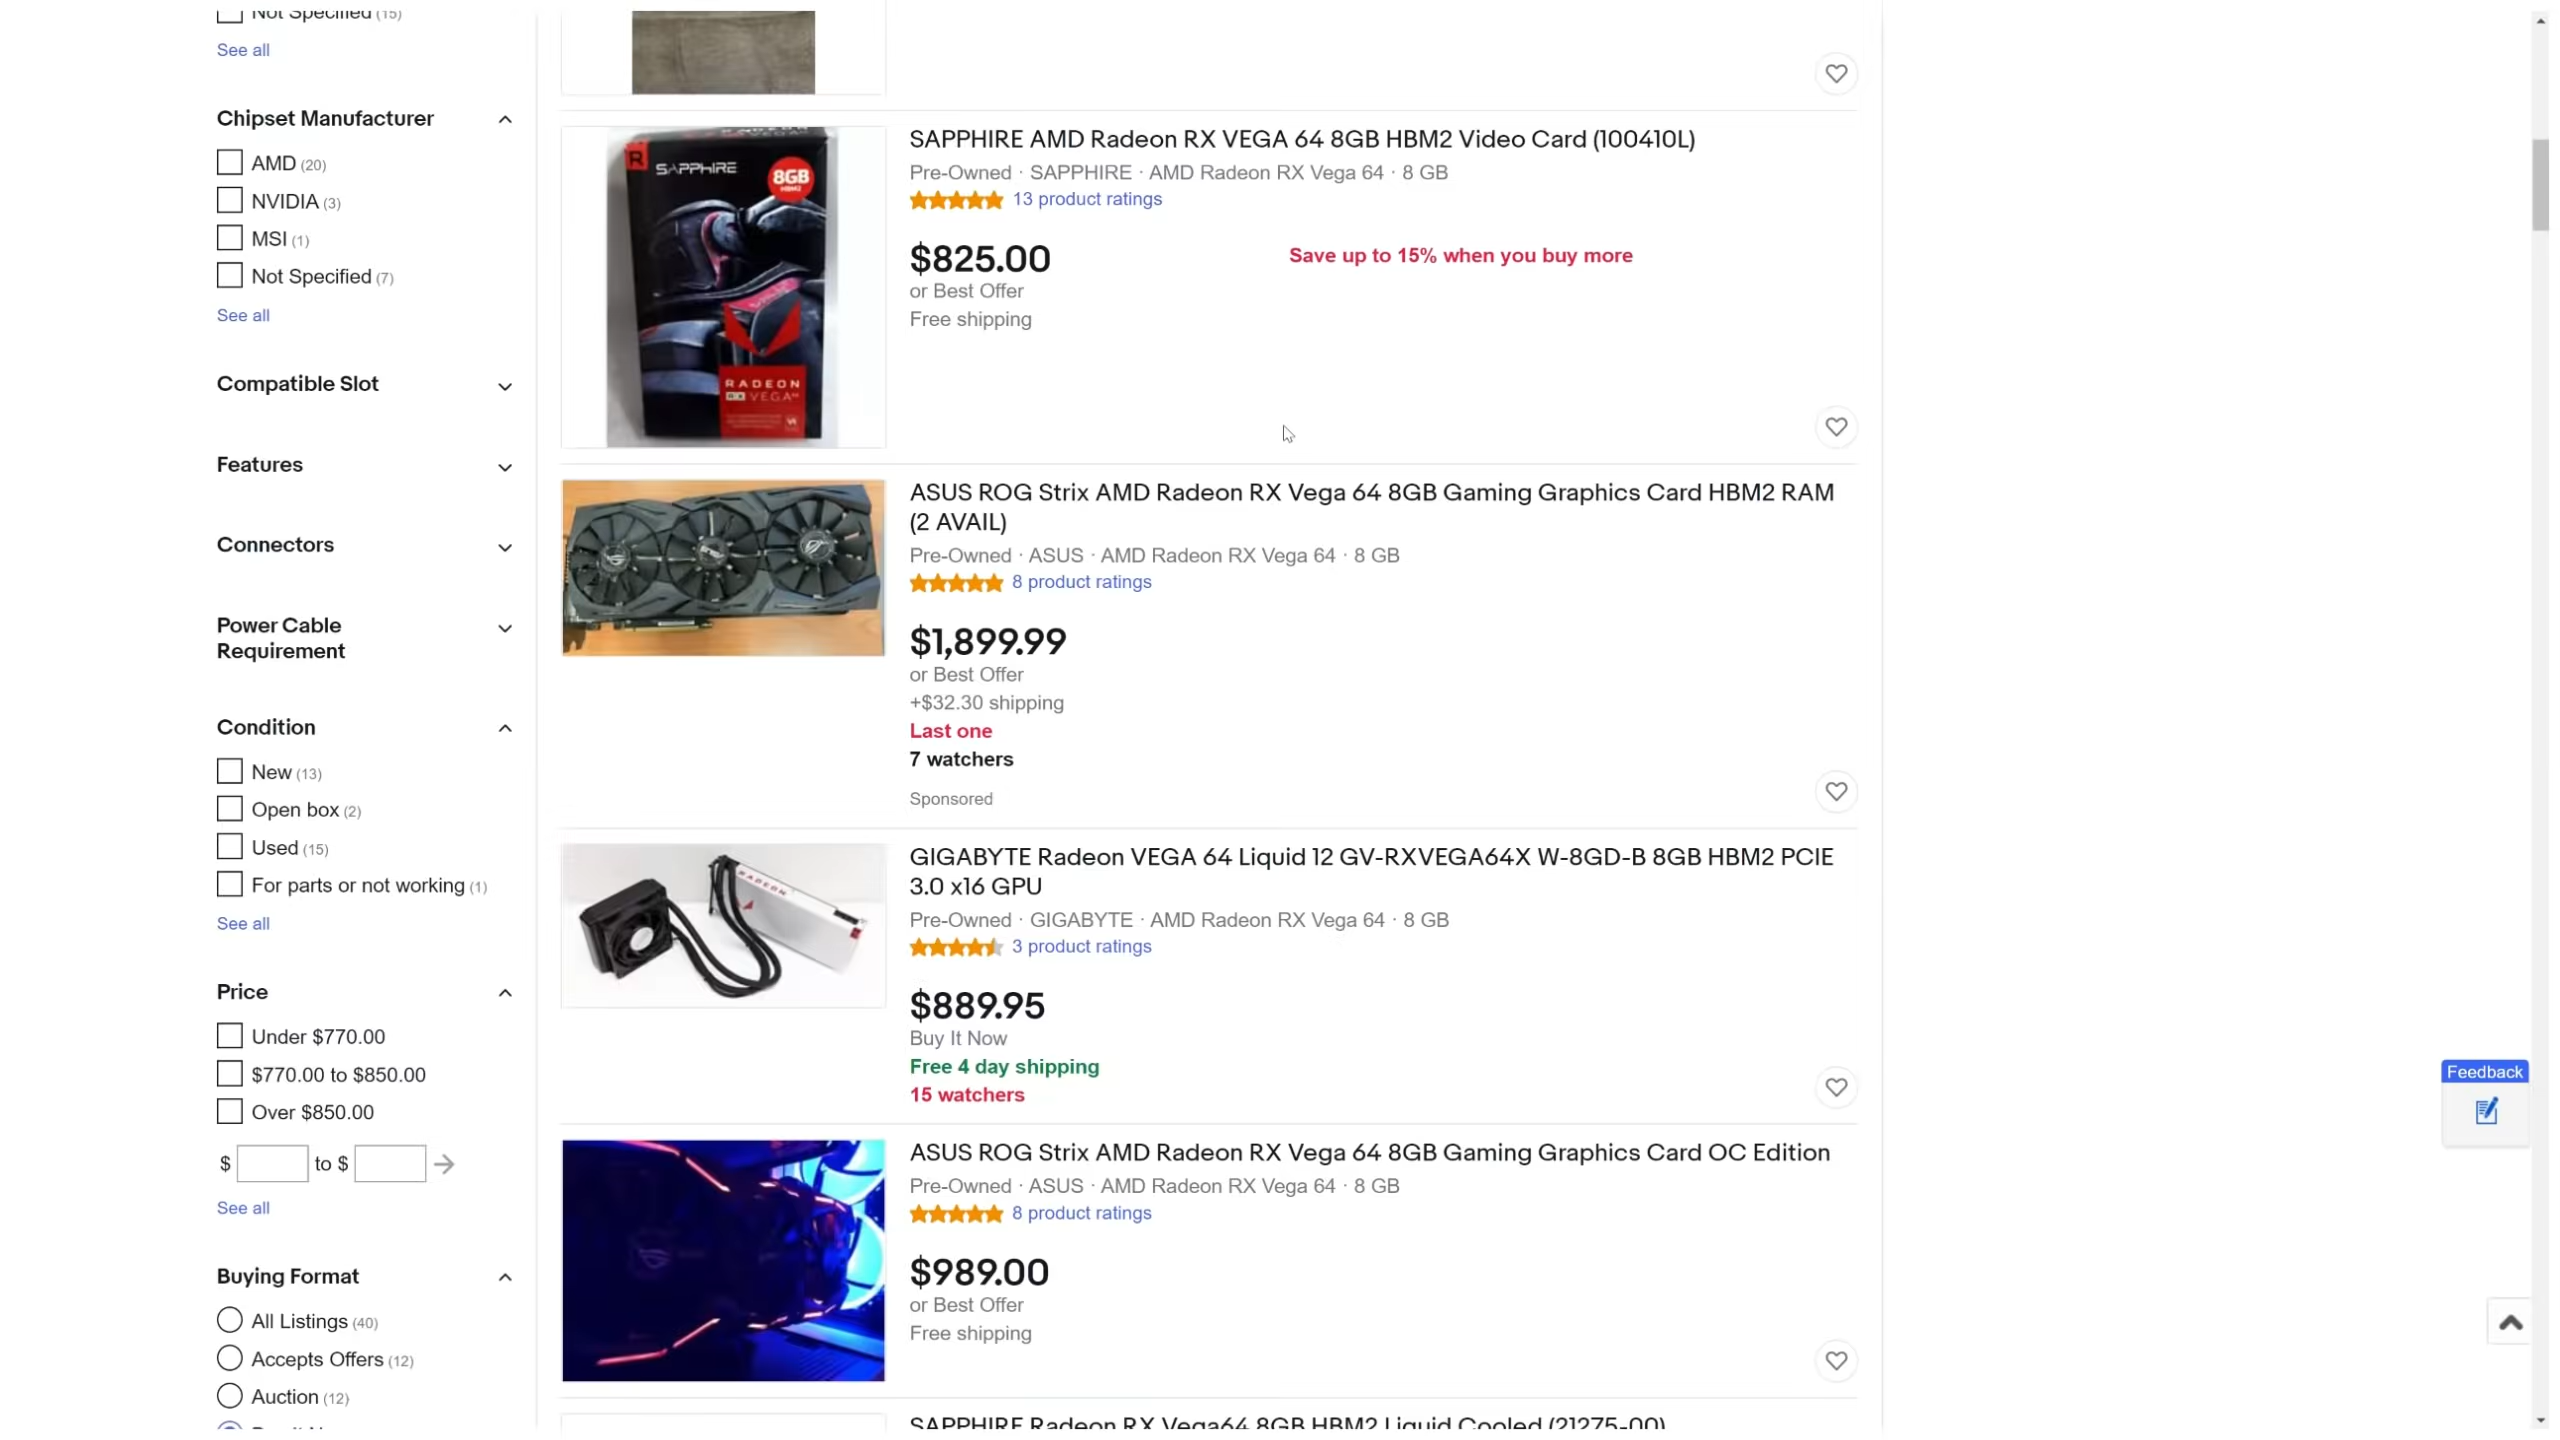 Not Specified (15)
See all
Chipset Manufacturer
AMD (20)
NVIDIA (3)
MSI (1)
Not Specified (7)
See all
Compatible Slot
Features
Connectors
Power Cable
Requirement
Condition
New (13)
Open box (2)
Used (15)
For parts or not working (1)
See all
Price
Under $770.00
$770.00 to $850.00
Over $850.00
$ to $
See all
Buying Format
All Listings (40)
Accepts Offers (12)
Auction (12)
SAPPHIRE
8GB
HBM2
RADEON
RX VEGA
SAPPHIRE AMD Radeon RX VEGA 64 8GB HBM2 Video Card (100410L)
Pre-Owned · SAPPHIRE · AMD Radeon RX Vega 64 · 8 GB
13 product ratings
$825.00
Save up to 15% when you buy more
or Best Offer
Free shipping
ASUS ROG Strix AMD Radeon RX Vega 64 8GB Gaming Graphics Card HBM2 RAM
(2 AVAIL)
Pre-Owned · ASUS · AMD Radeon RX Vega 64 · 8 GB
8 product ratings
$1,899.99
or Best Offer
+$32.30 shipping
Last one
7 watchers
Sponsored
RADEON
GIGABYTE Radeon VEGA 64 Liquid 12 GV-RXVEGA64X W-8GD-B 8GB HBM2 PCIE
3.0 x16 GPU
Pre-Owned · GIGABYTE · AMD Radeon RX Vega 64 · 8 GB
3 product ratings
$889.95
Buy It Now
Free 4 day shipping
15 watchers
ASUS ROG Strix AMD Radeon RX Vega 64 8GB Gaming Graphics Card OC Edition
Pre-Owned · ASUS · AMD Radeon RX Vega 64 · 8 GB
8 product ratings
$989.00
or Best Offer
Free shipping
SAPPHIRE Radeon RX Vega64 8GB HBM2 Liquid Cooled (21275-00)
Feedback